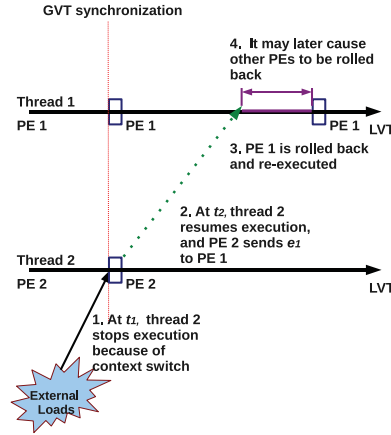 GVT synchronization
4. It may later cause
other PEs to be rolled
back
Thread 1
PE 1
PE 1
PE 1
LVT
3. PE 1 is rolled back
and re-executed
2. At t2, thread 2
resumes execution,
and PE 2 sends e1
to PE 1
Thread 2
PE 2
PE 2
LVT
1. At t1, thread 2
stops execution
because of
context switch
External
Loads